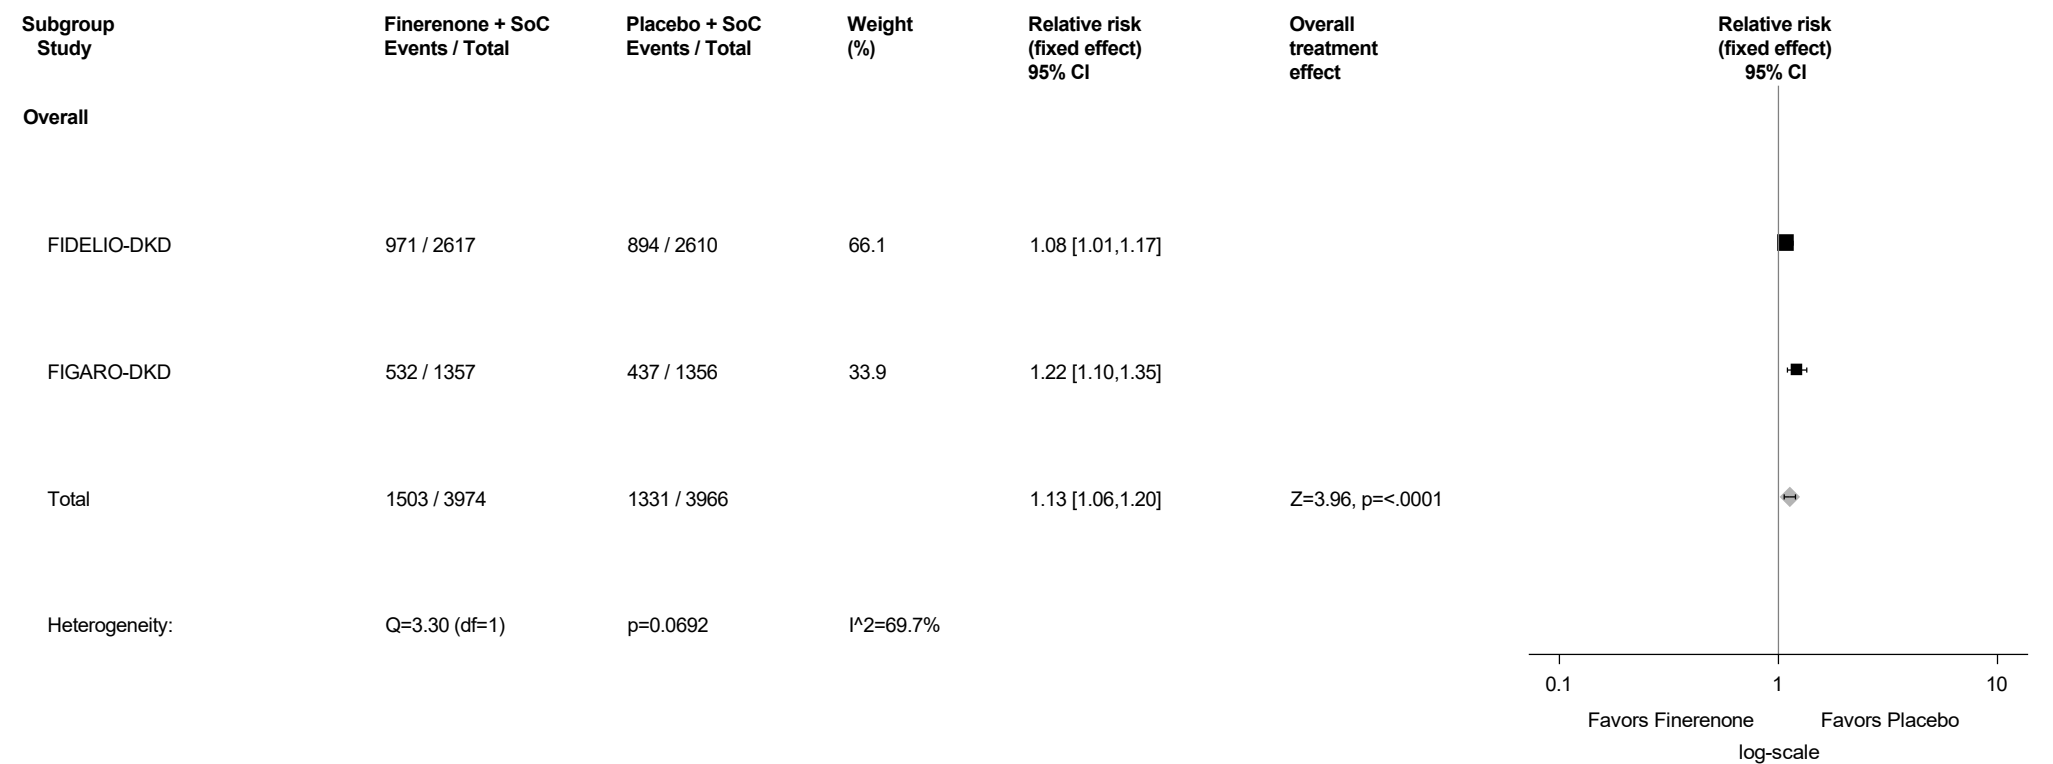 Subgroup Finerenone + SoC Placebo + SoC Weight Relative risk Overall Relative risk
Study Events / Total Events / Total (%) (fixed effect) treatment (fixed effect)
95% CI effect 95% CI
Overall
FIDELIO-DKD 971 / 2617 894 / 2610 66.1 1.08 [1.01,1.17]
FIGARO-DKD 532 / 1357 437 / 1356 33.9 1.22 [1.10,1.35]
Total 1503 / 3974 1331 / 3966 1.13 [1.06,1.20] Z=3.96, p=<.0001
Heterogeneity: Q=3.30 (df=1) p=0.0692 I^2=69.7%
0.1 1 10
Favors Finerenone Favors Placebo
log-scale